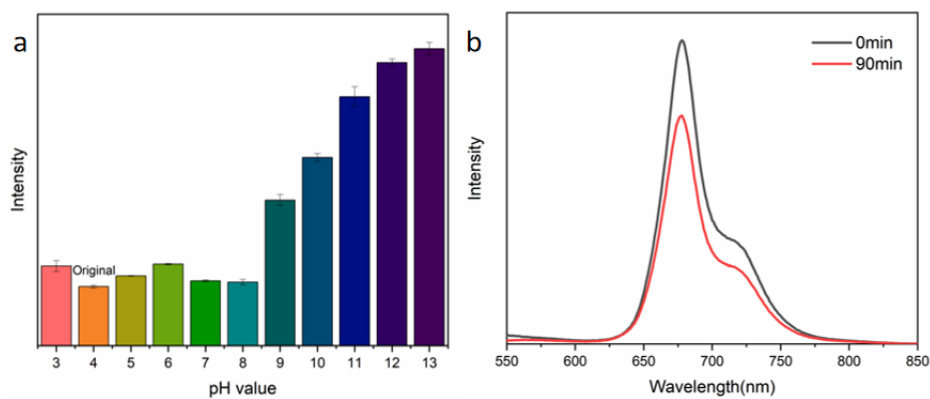 a
Intensity
Original
3 4 5 6 7 8 9 10 11 12 13
pH value
b
Intensity
0min
90min
550 600 650 700 750 800 850
Wavelength(nm)